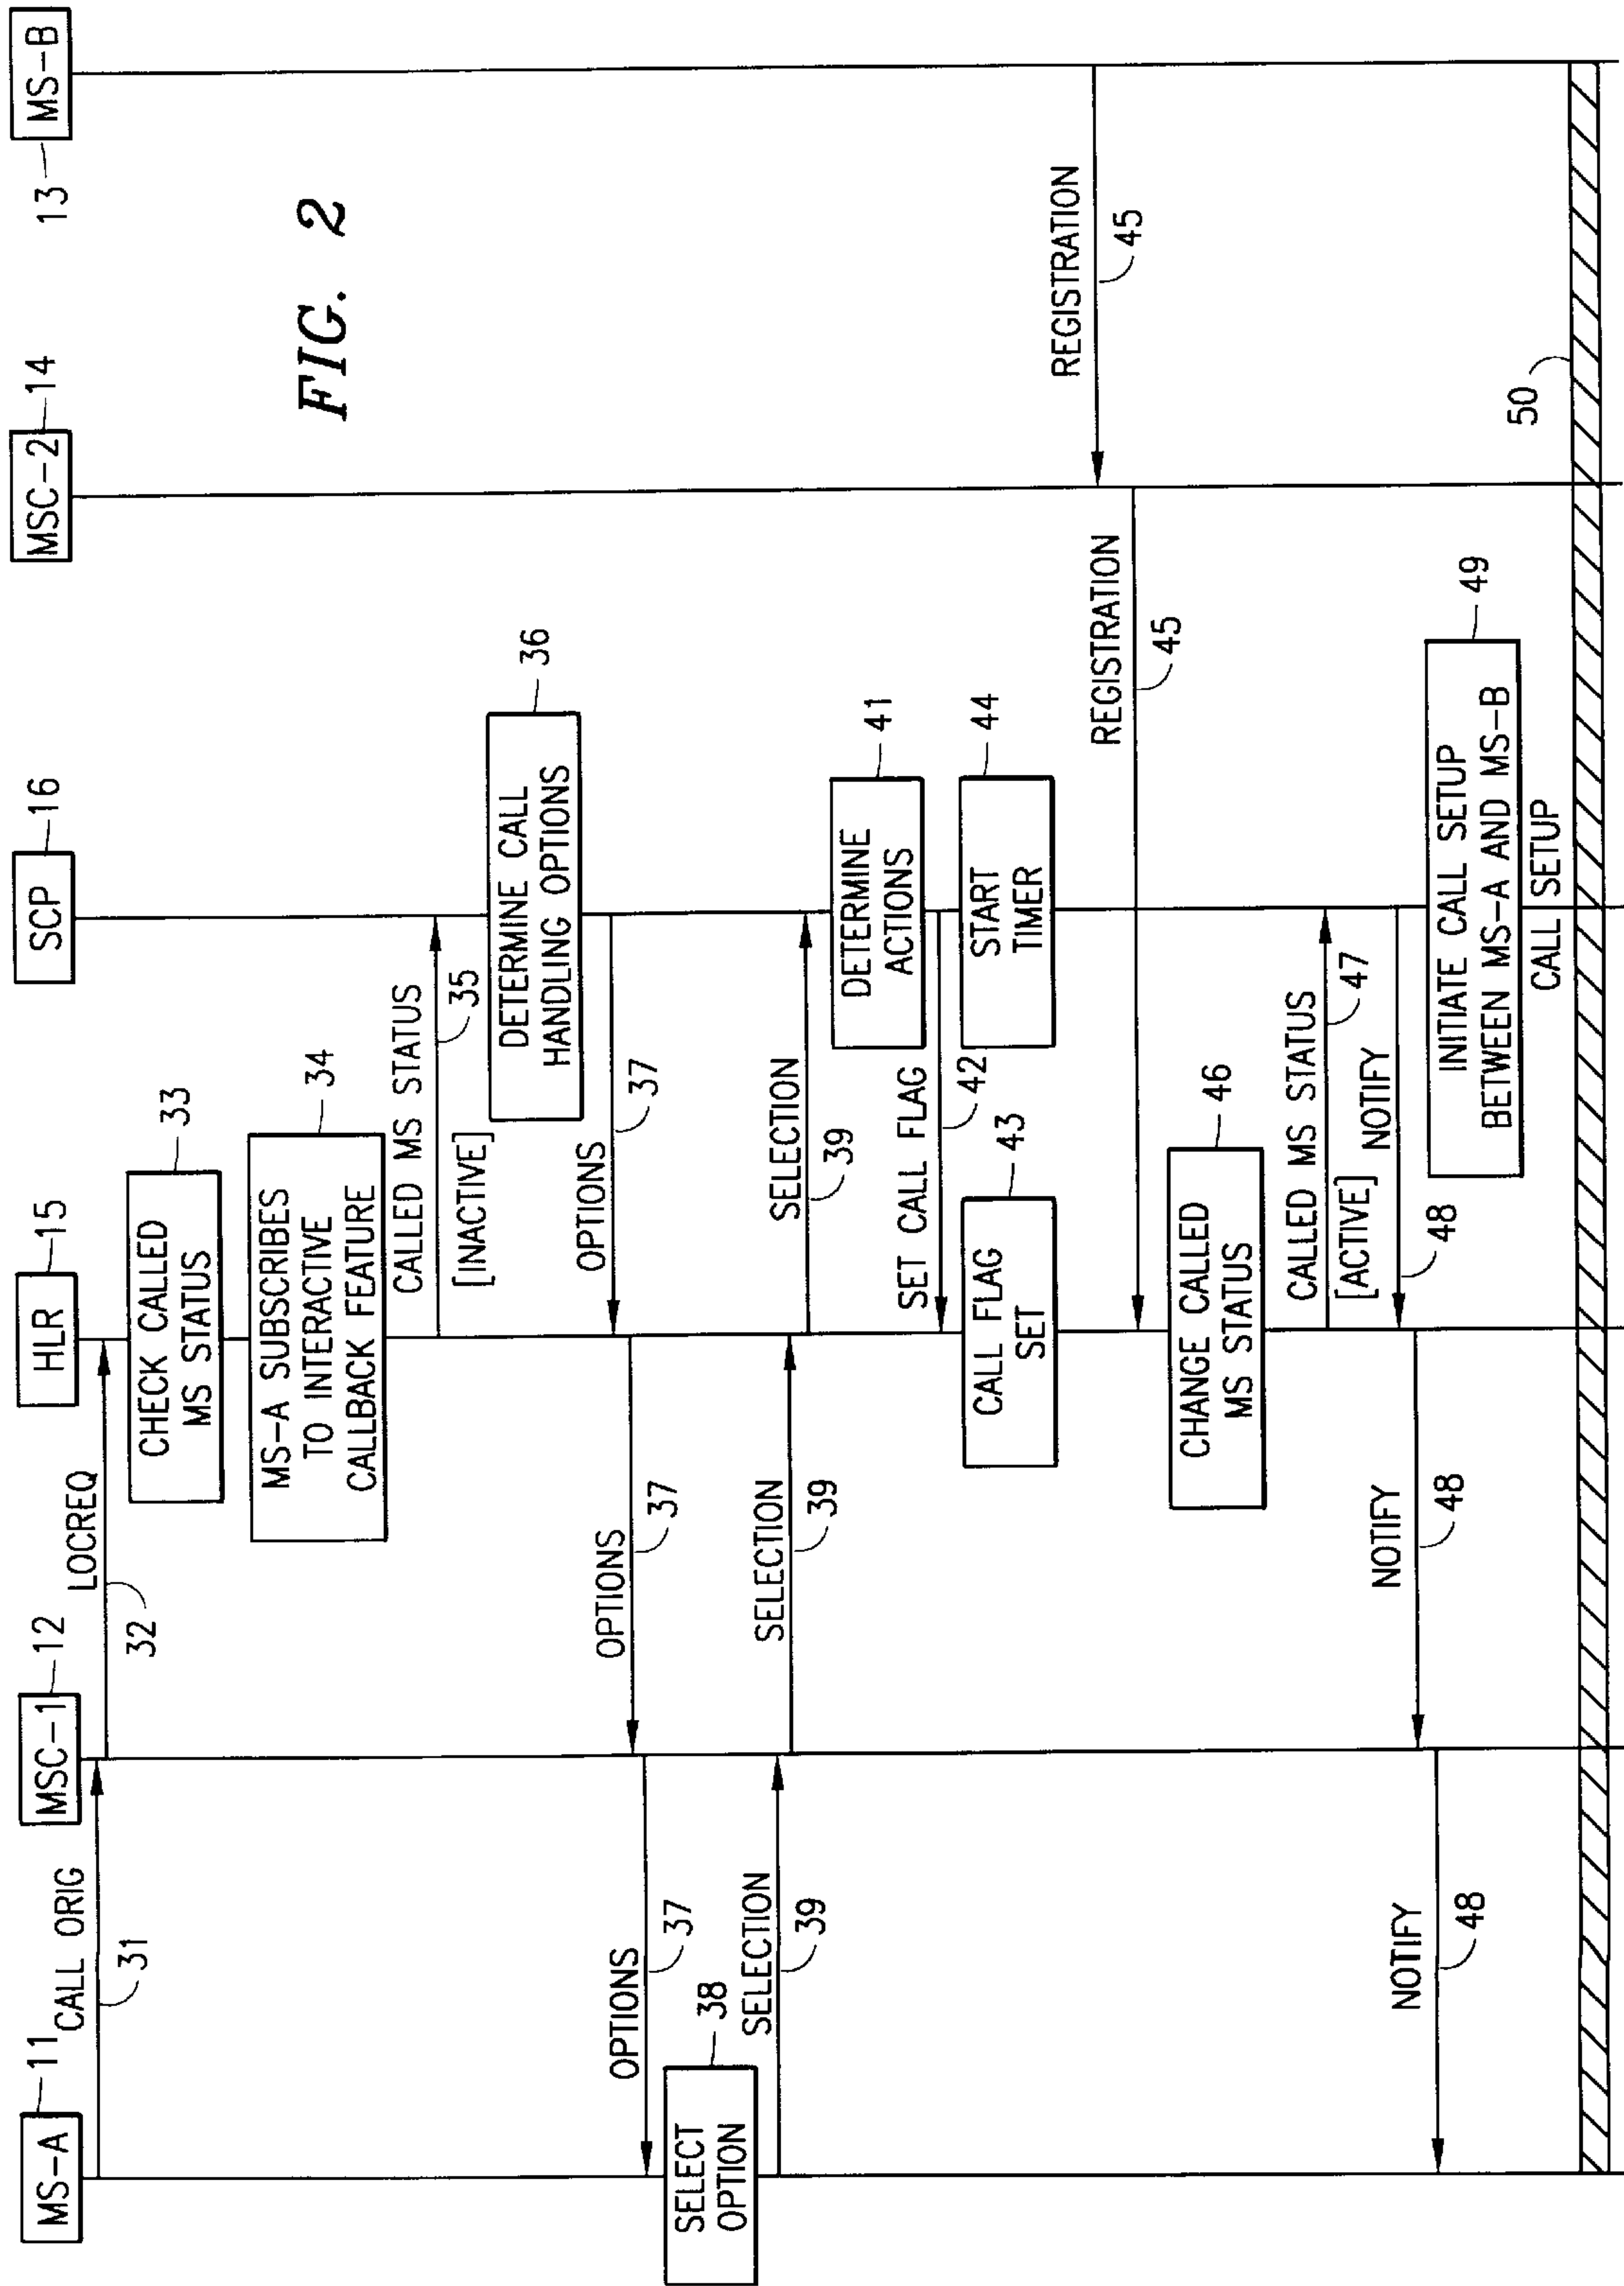 MS-A
11
MSC-1
12
HLR
15
SCP
16
MSC-2
14
MS-B
13
FIG. 2
CALL ORIG
31
LOCREQ
32
CHECK CALLED
MS STATUS
33
MS-A SUBSCRIBES
TO INTERACTIVE
CALLBACK FEATURE
34
CALLED MS STATUS
35
[INACTIVE]
DETERMINE CALL
HANDLING OPTIONS
36
OPTIONS
37
OPTIONS
37
OPTIONS
37
SELECT
OPTION
38
SELECTION
39
SELECTION
39
SELECTION
39
DETERMINE
ACTIONS
41
SET CALL FLAG
42
CALL FLAG
SET
43
START
TIMER
44
REGISTRATION
45
REGISTRATION
45
CHANGE CALLED
MS STATUS
46
CALLED MS STATUS
47
[ACTIVE]
NOTIFY
48
NOTIFY
48
NOTIFY
48
INITIATE CALL SETUP
BETWEEN MS-A AND MS-B
49
CALL SETUP
50